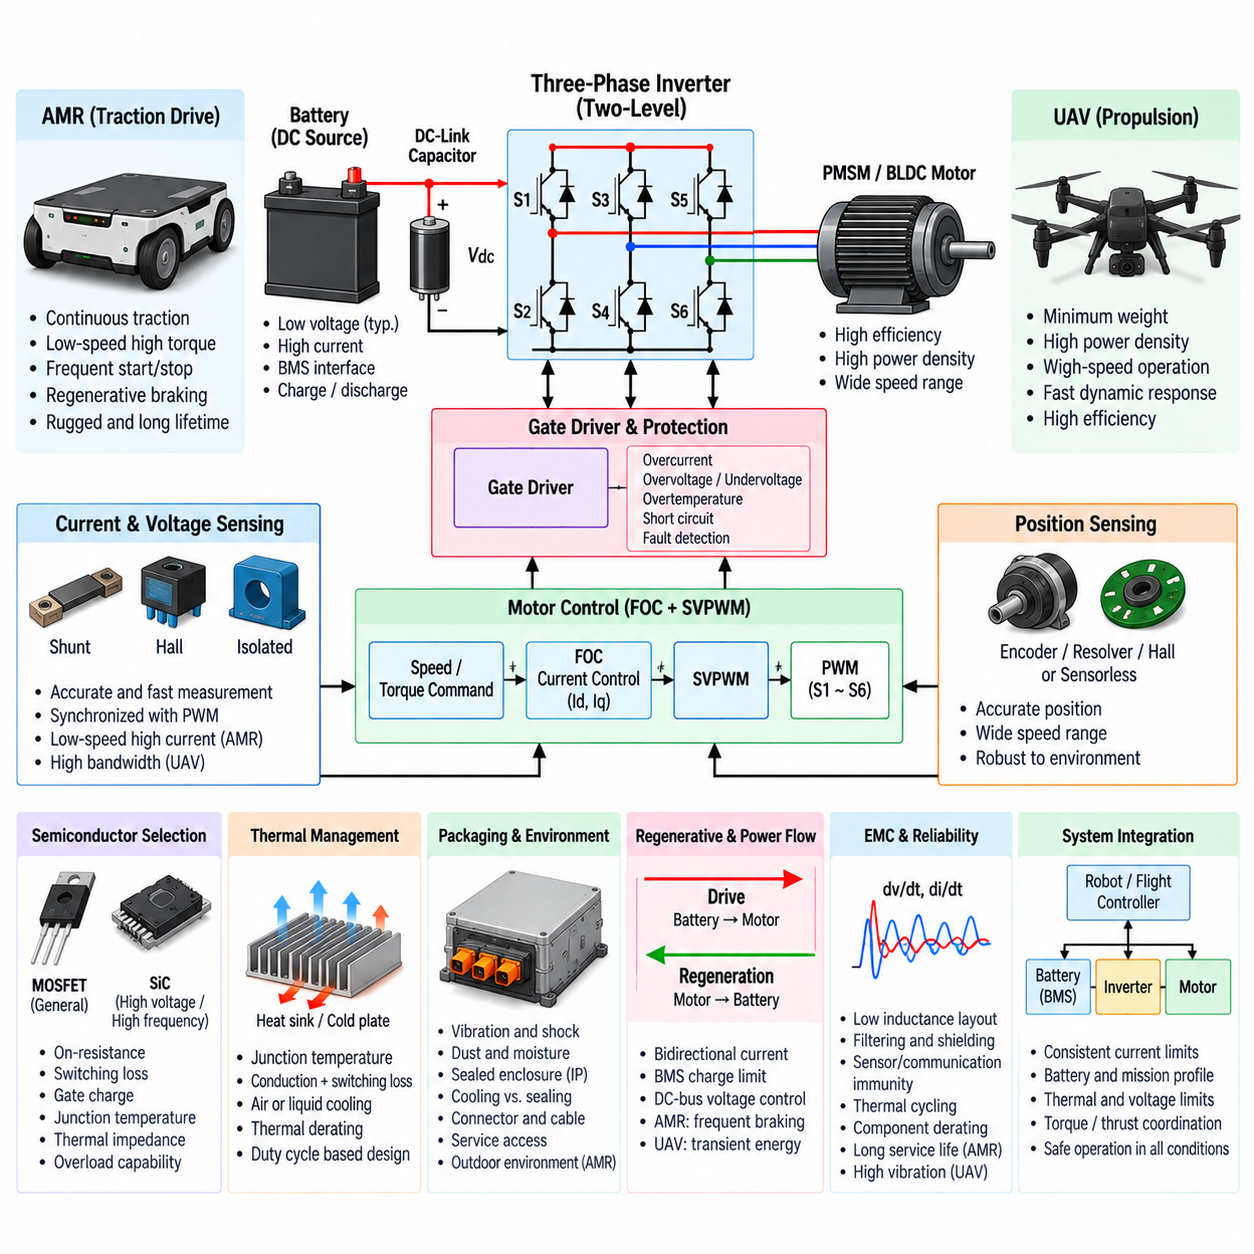 AMR (Traction Drive)
• Continuous traction
• Low-speed high torque
• Frequent start/stop
• Regenerative braking
• Rugged and long lifetime
Battery
(DC Source)
• Low voltage (typ.)
• High current
• BMS interface
• Charge / discharge
DC-Link
Capacitor
+
Vdc
−
Three-Phase Inverter
(Two-Level)
S1
S3
S5
S2
S4
S6
PMSM / BLDC Motor
• High efficiency
• High power density
• Wide speed range
UAV (Propulsion)
• Minimum weight
• High power density
• Wigh-speed operation
• Fast dynamic response
• High efficiency
Gate Driver & Protection
Gate Driver
Overcurrent
Overvoltage / Undervoltage
Overtemperature
Short circuit
Fault detection
Current & Voltage Sensing
Shunt
Hall
Isolated
• Accurate and fast measurement
• Synchronized with PWM
• Low-speed high current (AMR)
• High bandwidth (UAV)
Motor Control (FOC + SVPWM)
Speed /
Torque Command
FOC
Current Control
(Id, Iq)
SVPWM
PWM
(S1 ~ S6)
Position Sensing
Encoder / Resolver / Hall
or Sensorless
• Accurate position
• Wide speed range
• Robust to environment
Semiconductor Selection
MOSFET
(General)
SiC
(High voltage /
High frequency)
• On-resistance
• Switching loss
• Gate charge
• Junction temperature
• Thermal impedance
• Overload capability
Thermal Management
Heat sink / Cold plate
• Junction temperature
• Conduction + switching loss
• Air or liquid cooling
• Thermal derating
• Duty cycle based design
Packaging & Environment
• Vibration and shock
• Dust and moisture
• Sealed enclosure (IP)
• Cooling vs. sealing
• Connector and cable
• Service access
• Outdoor environment (AMR)
Regenerative & Power Flow
Drive
Battery → Motor
Regeneration
Motor → Battery
• Bidirectional current
• BMS charge limit
• DC-bus voltage control
• AMR: frequent braking
• UAV: transient energy
EMC & Reliability
dv/dt, di/dt
• Low inductance layout
• Filtering and shielding
• Sensor/communication
immunity
• Thermal cycling
• Component derating
• Long service life (AMR)
• High vibration (UAV)
System Integration
Robot / Flight
Controller
Battery
(BMS)
Inverter
Motor
• Consistent current limits
• Battery and mission profile
• Thermal and voltage limits
• Torque / thrust coordination
• Safe operation in all conditions